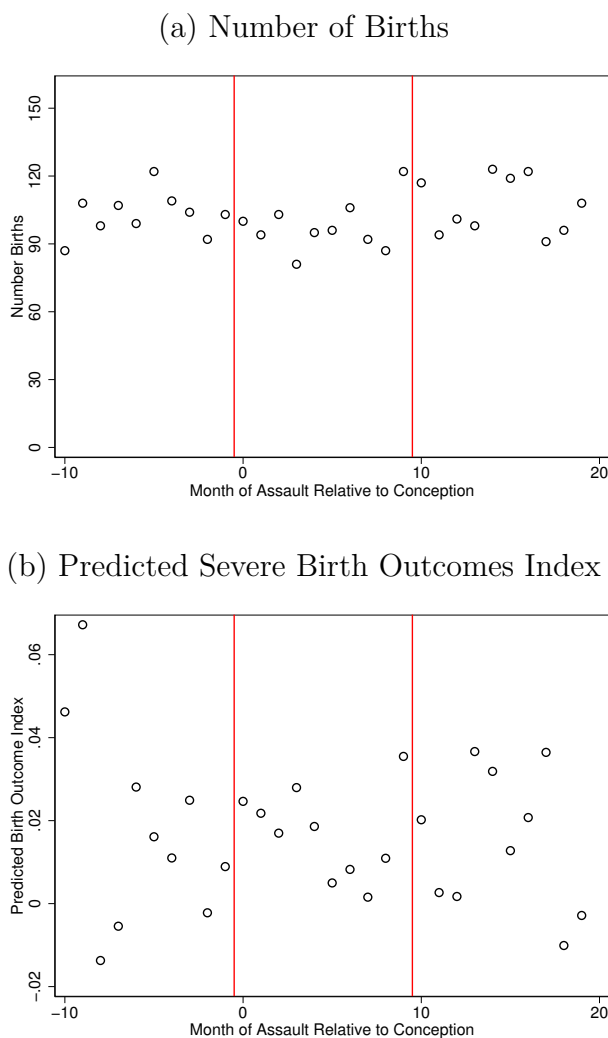 (a) Number of Births
150
120
90
60
30
0
Number Births
−10 0 10 20
Month of Assault Relative to Conception
(b) Predicted Severe Birth Outcomes Index
.06
.04
.02
0
-.02
Predicted Birth Outcome Index
−10 0 10 20
Month of Assault Relative to Conception